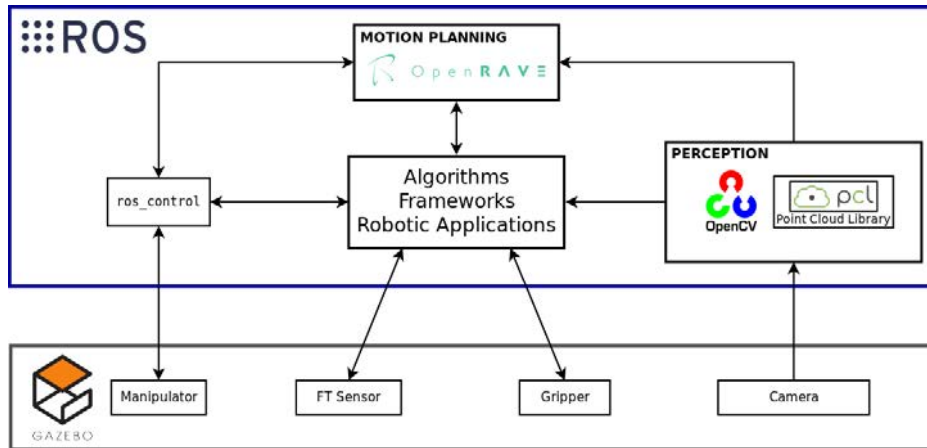 ROS
MOTION PLANNING
OpenRAVE
PERCEPTION
OpenCV
pcl
Point Cloud Library
ros_control
Algorithms
Frameworks
Robotic Applications
GAZEBO
Manipulator
FT Sensor
Gripper
Camera